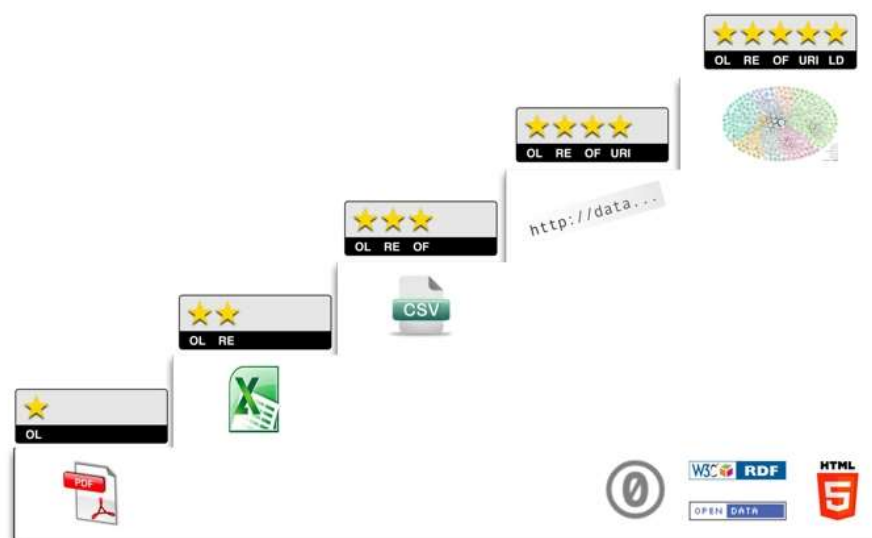 OL RE OF URI LD
OL RE OF URI
http://data...
OL RE OF
CSV
OL RE
X
OL
PDF
0
W3C RDF
OPEN DATA
HTML
5